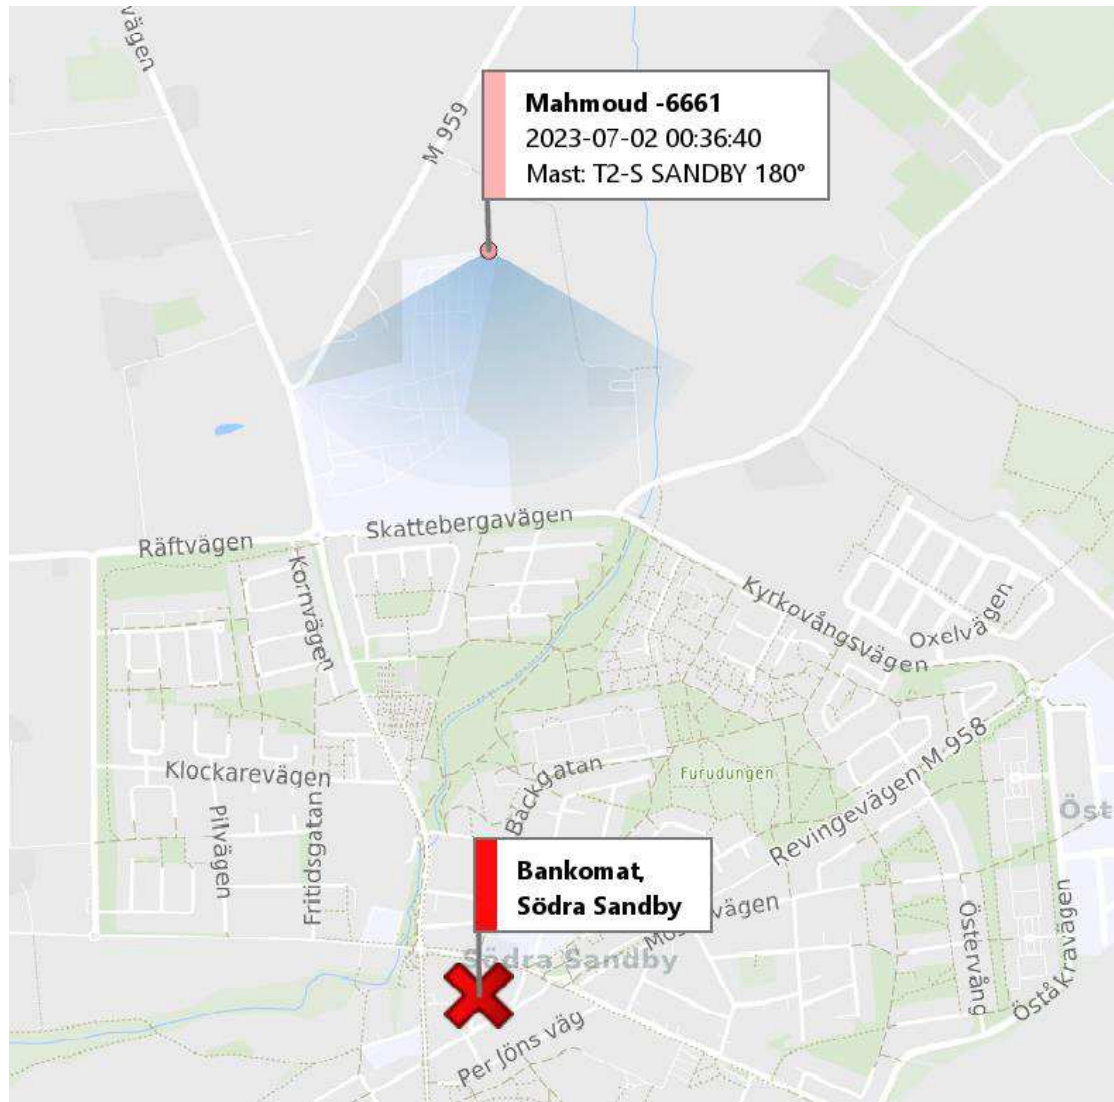 vägen
M 959
Mahmoud -6661
2023-07-02 00:36:40
Mast: T2-S SANDBY 180°
Skattebergavägen
Räftvägen
Kornvägen
Kyrkovångsvägen
Oxelvägen
Klockarevägen
Backgatan
Furudungen
Revingevägen M 958
Pilvägen
Fritidsgatan
Öst
Bankomat,
Södra Sandby
vägen
Södra Sandby
Östervång
Öståkravägen
Per Jöns väg